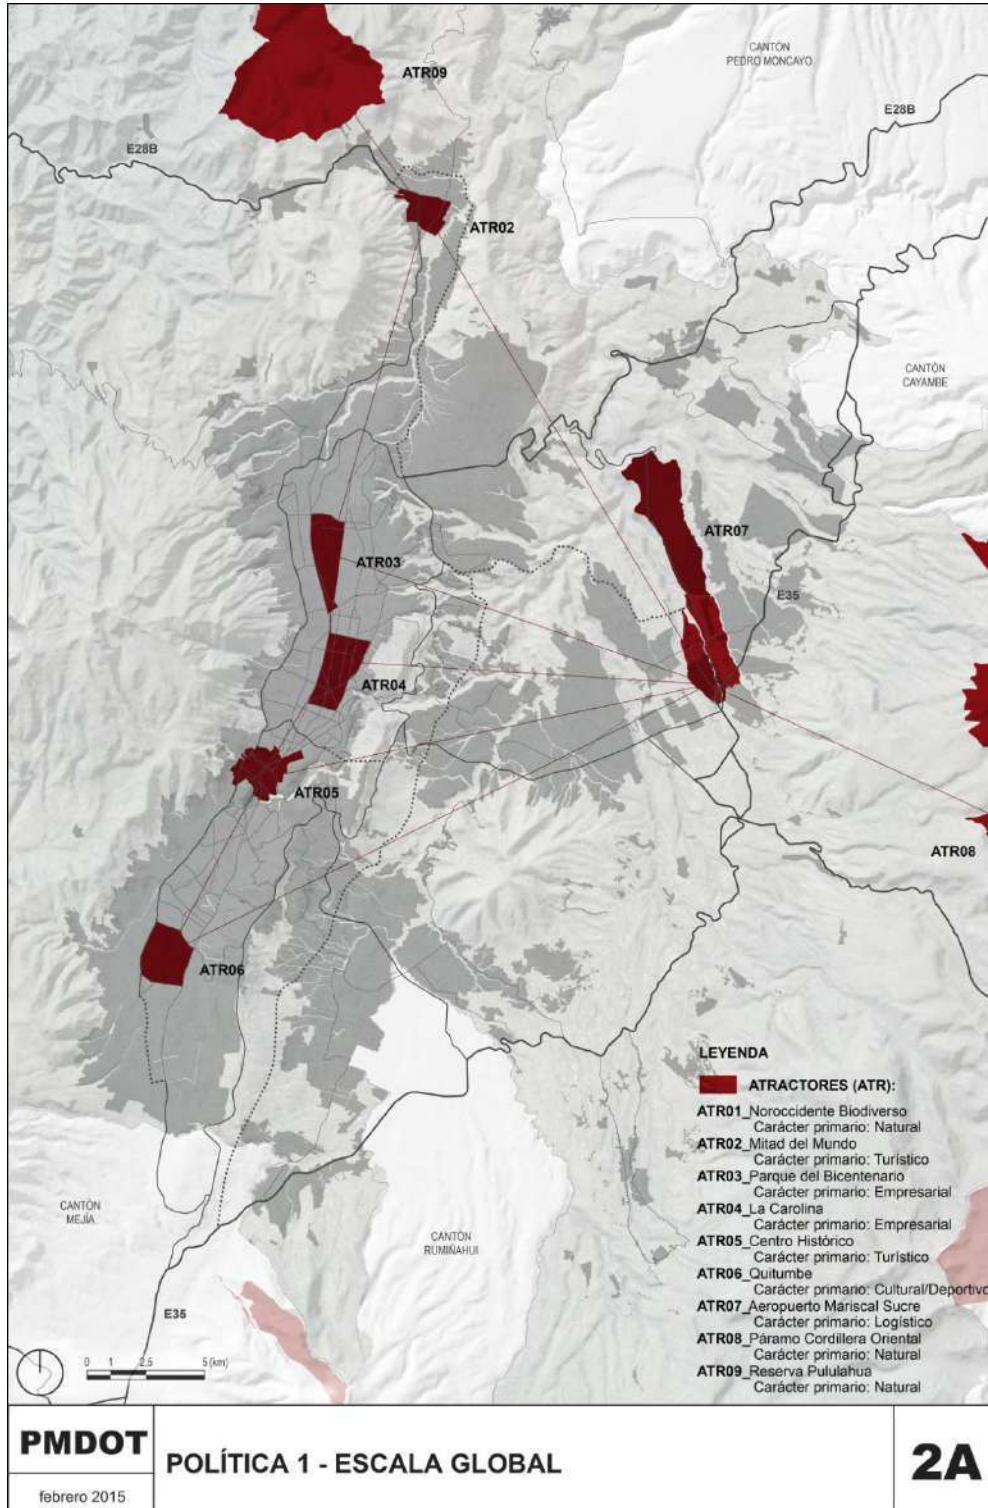 ATR09
CANTÓN
PEDRO MONCAYO
E28B
E28B
ATR02
CANTÓN
CAYAMBE
ATR07
ATR03
E35
ATR04
ATR05
ATR08
ATR06
CANTÓN
MEJÍA
CANTÓN
RUMIÑAHUI
E35
0 1 2,5 5 (km)
LEYENDA
ATRACTORES (ATR):
ATR01_Noroccidente Biodiverso
Carácter primario: Natural
ATR02_Mitad del Mundo
Carácter primario: Turístico
ATR03_Parque del Bicentenario
Carácter primario: Empresarial
ATR04_La Carolina
Carácter primario: Empresarial
ATR05_Centro Histórico
Carácter primario: Turístico
ATR06_Quitumbe
Carácter primario: Cultural/Deportivo
ATR07_Aeropuerto Mariscal Sucre
Carácter primario: Logístico
ATR08_Páramo Cordillera Oriental
Carácter primario: Natural
ATR09_Reserva Pululahua
Carácter primario: Natural
PMDOT
febrero 2015
POLÍTICA 1 - ESCALA GLOBAL
2A